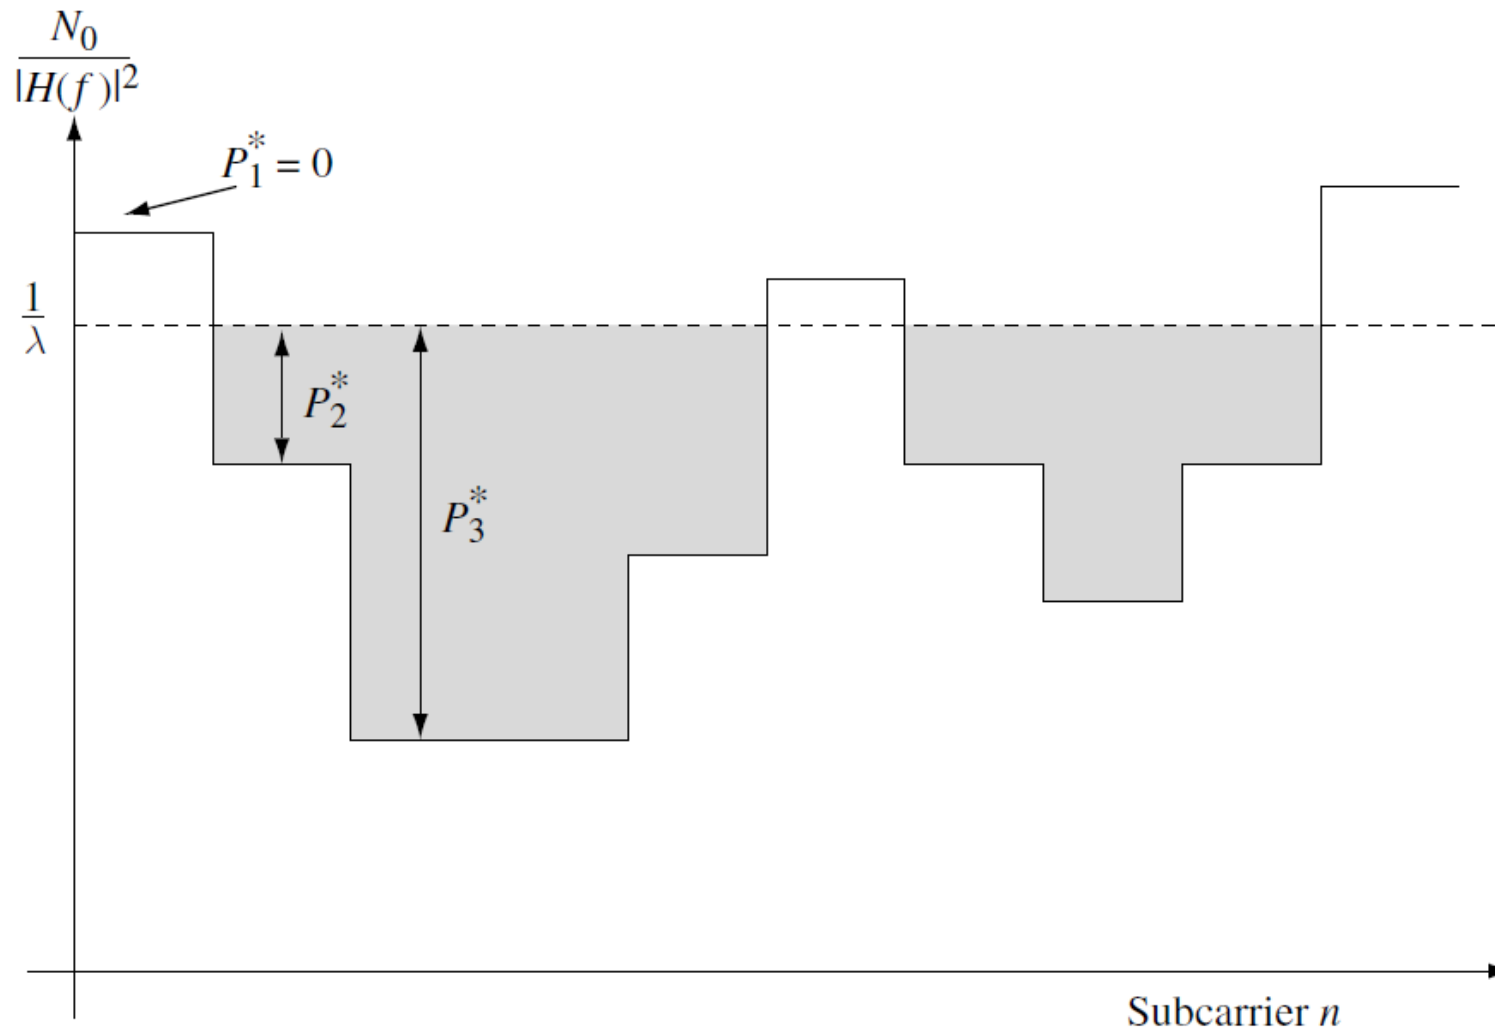 N₀
|H(f)|²
P₁* = 0
1
λ
P₂*
P₃*
Subcarrier n